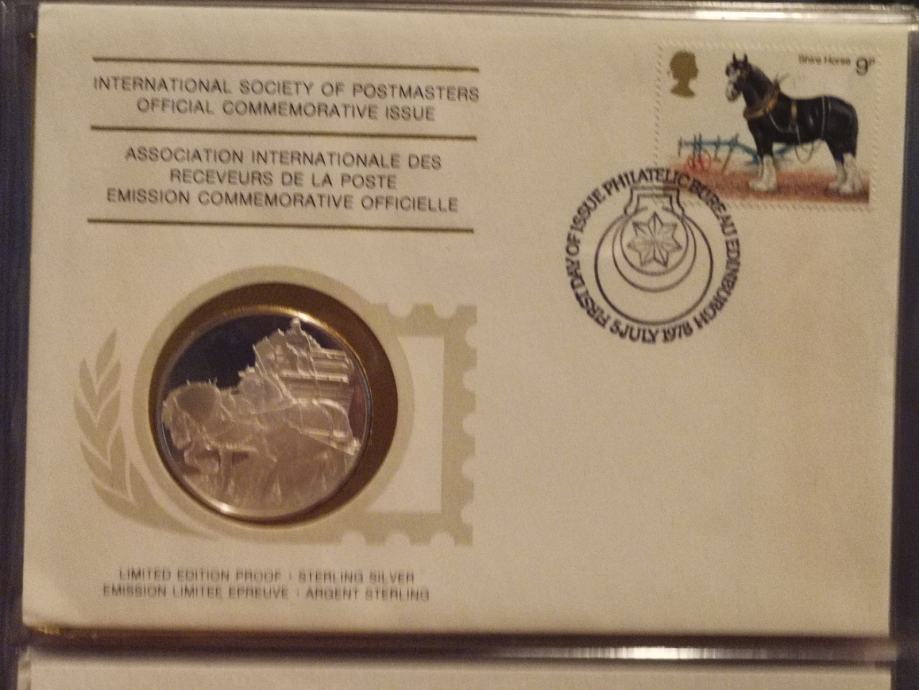 INTERNATIONAL SOCIETY OF POSTMASTERS
OFFICIAL COMMEMORATIVE ISSUE
ASSOCIATION INTERNATIONALE DES
RECEVEURS DE LA POSTE
EMISSION COMMEMORATIVE OFFICIELLE
Shire Horse 9P
FIRST DAY OF ISSUE PHILATELIC BUREAU EDINBURGH
5 JULY 1978
LIMITED EDITION PROOF : STERLING SILVER
EMISSION LIMITEE EPREUVE : ARGENT STERLING